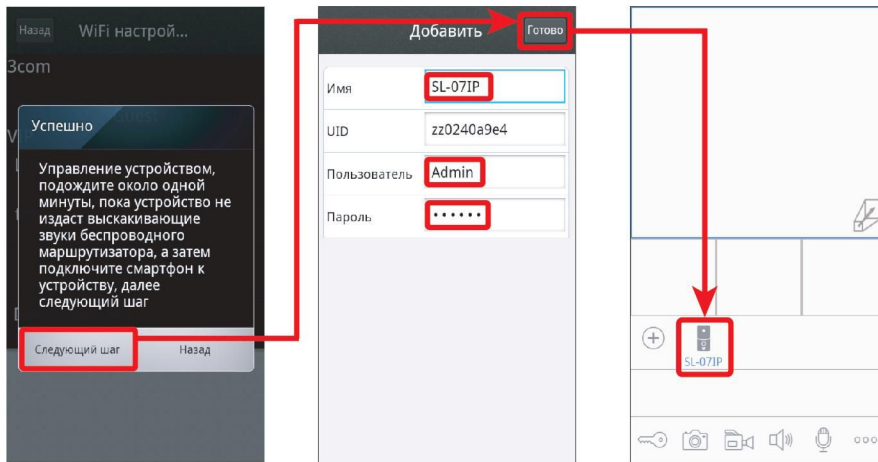 Назад WiFi настрой...
3com
Успешно
Управление устройством,
подождите около одной
минуты, пока устройство не
издаст выскакивающие
звуки беспроводного
маршрутизатора, а затем
подключите смартфон к
устройству, далее
следующий шаг
Следующий шаг Назад
Добавить Готово
Имя SL-07IP
UID zz0240a9e4
Пользователь Admin
Пароль ••••••
SL-07IP